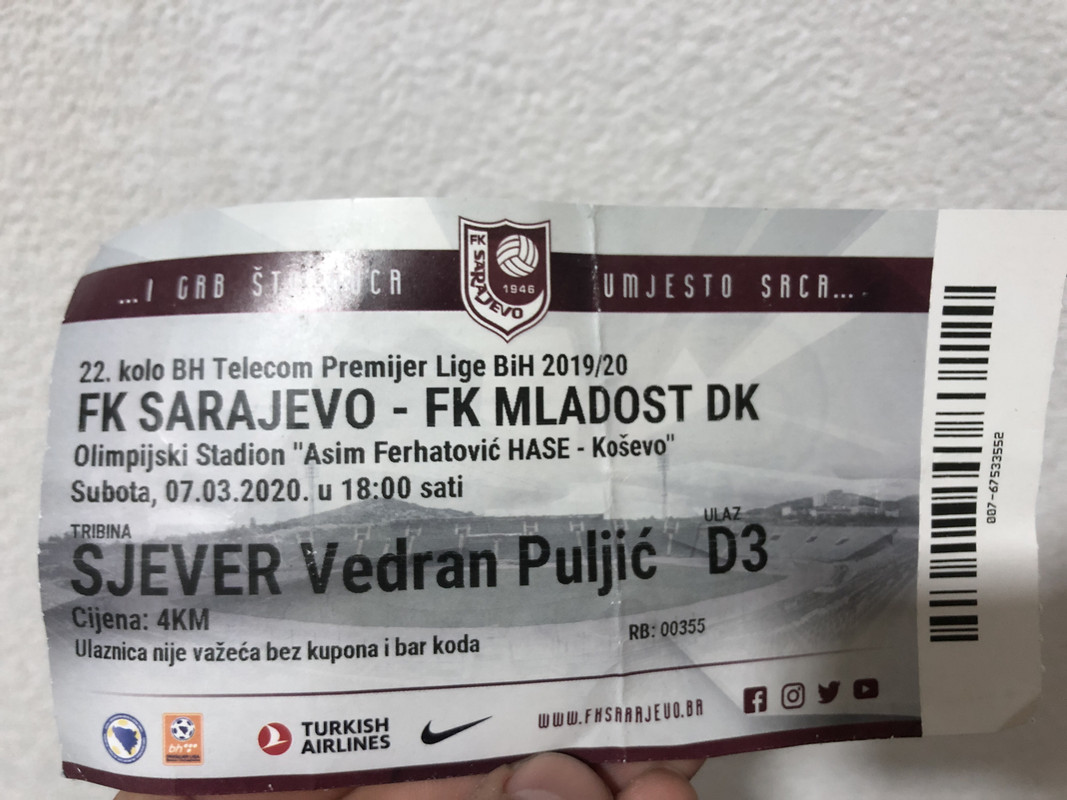 ...I GRB ŠTO KUCA UMJESTO SRCA...
FK SARAJEVO
1946
22. kolo BH Telecom Premijer Lige BiH 2019/20
FK SARAJEVO - FK MLADOST DK
Olimpijski Stadion "Asim Ferhatović HASE - Koševo"
Subota, 07.03.2020. u 18:00 sati
TRIBINA
SJEVER Vedran Puljić
ULAZ
D3
Cijena: 4KM
RB: 00355
Ulaznica nije važeća bez kupona i bar koda
bh
TURKISH
AIRLINES
WWW.FKSARAJEVO.BA
007-67533552